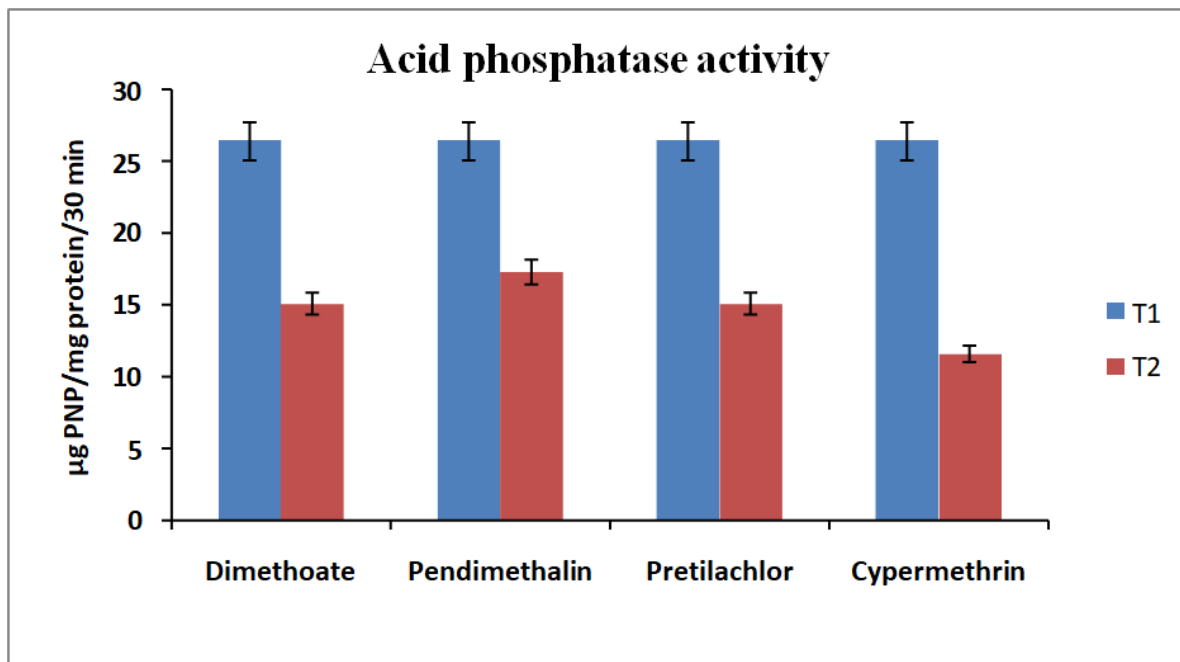 Acid phosphatase activity
µg PNP/mg protein/30 min
30
25
20
15
10
5
0
Dimethoate Pendimethalin Pretilachlor Cypermethrin
T1
T2